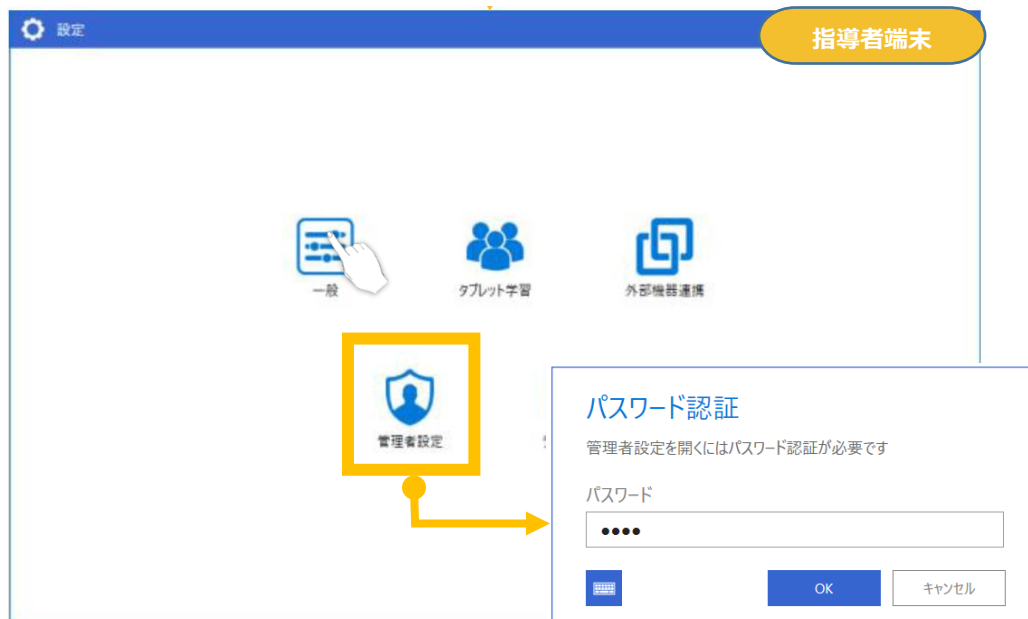 設定
指導者端末
一般
タブレット学習
外部機器連携
管理者設定
パスワード認証
管理者設定を開くにはパスワード認証が必要です
パスワード
••••
OK
キャンセル